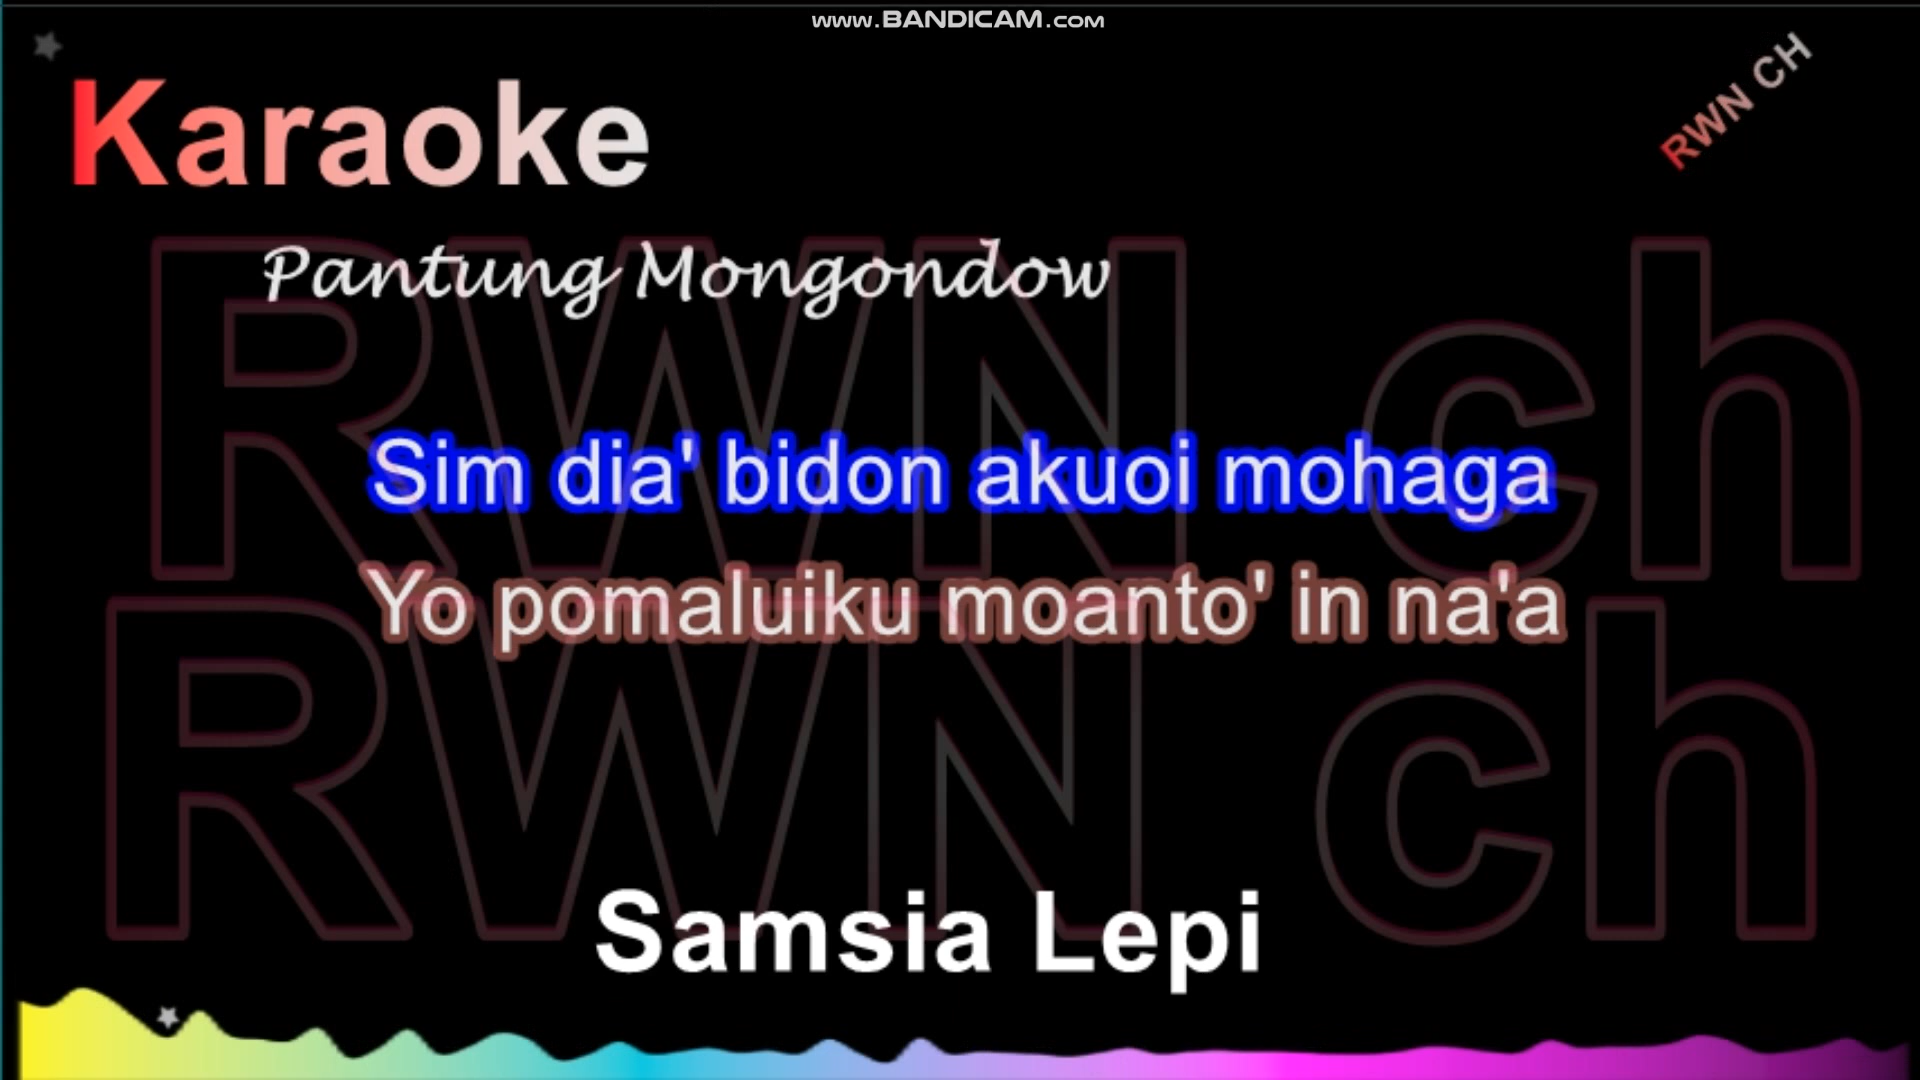 www.BANDICAM.com
Karaoke
RWN CH
Pantung Mongondow
RWN ch
Sim dia' bidon akuoi mohaga
Yo pomaluiku moanto' in na'a
RWN ch
Samsia Lepi